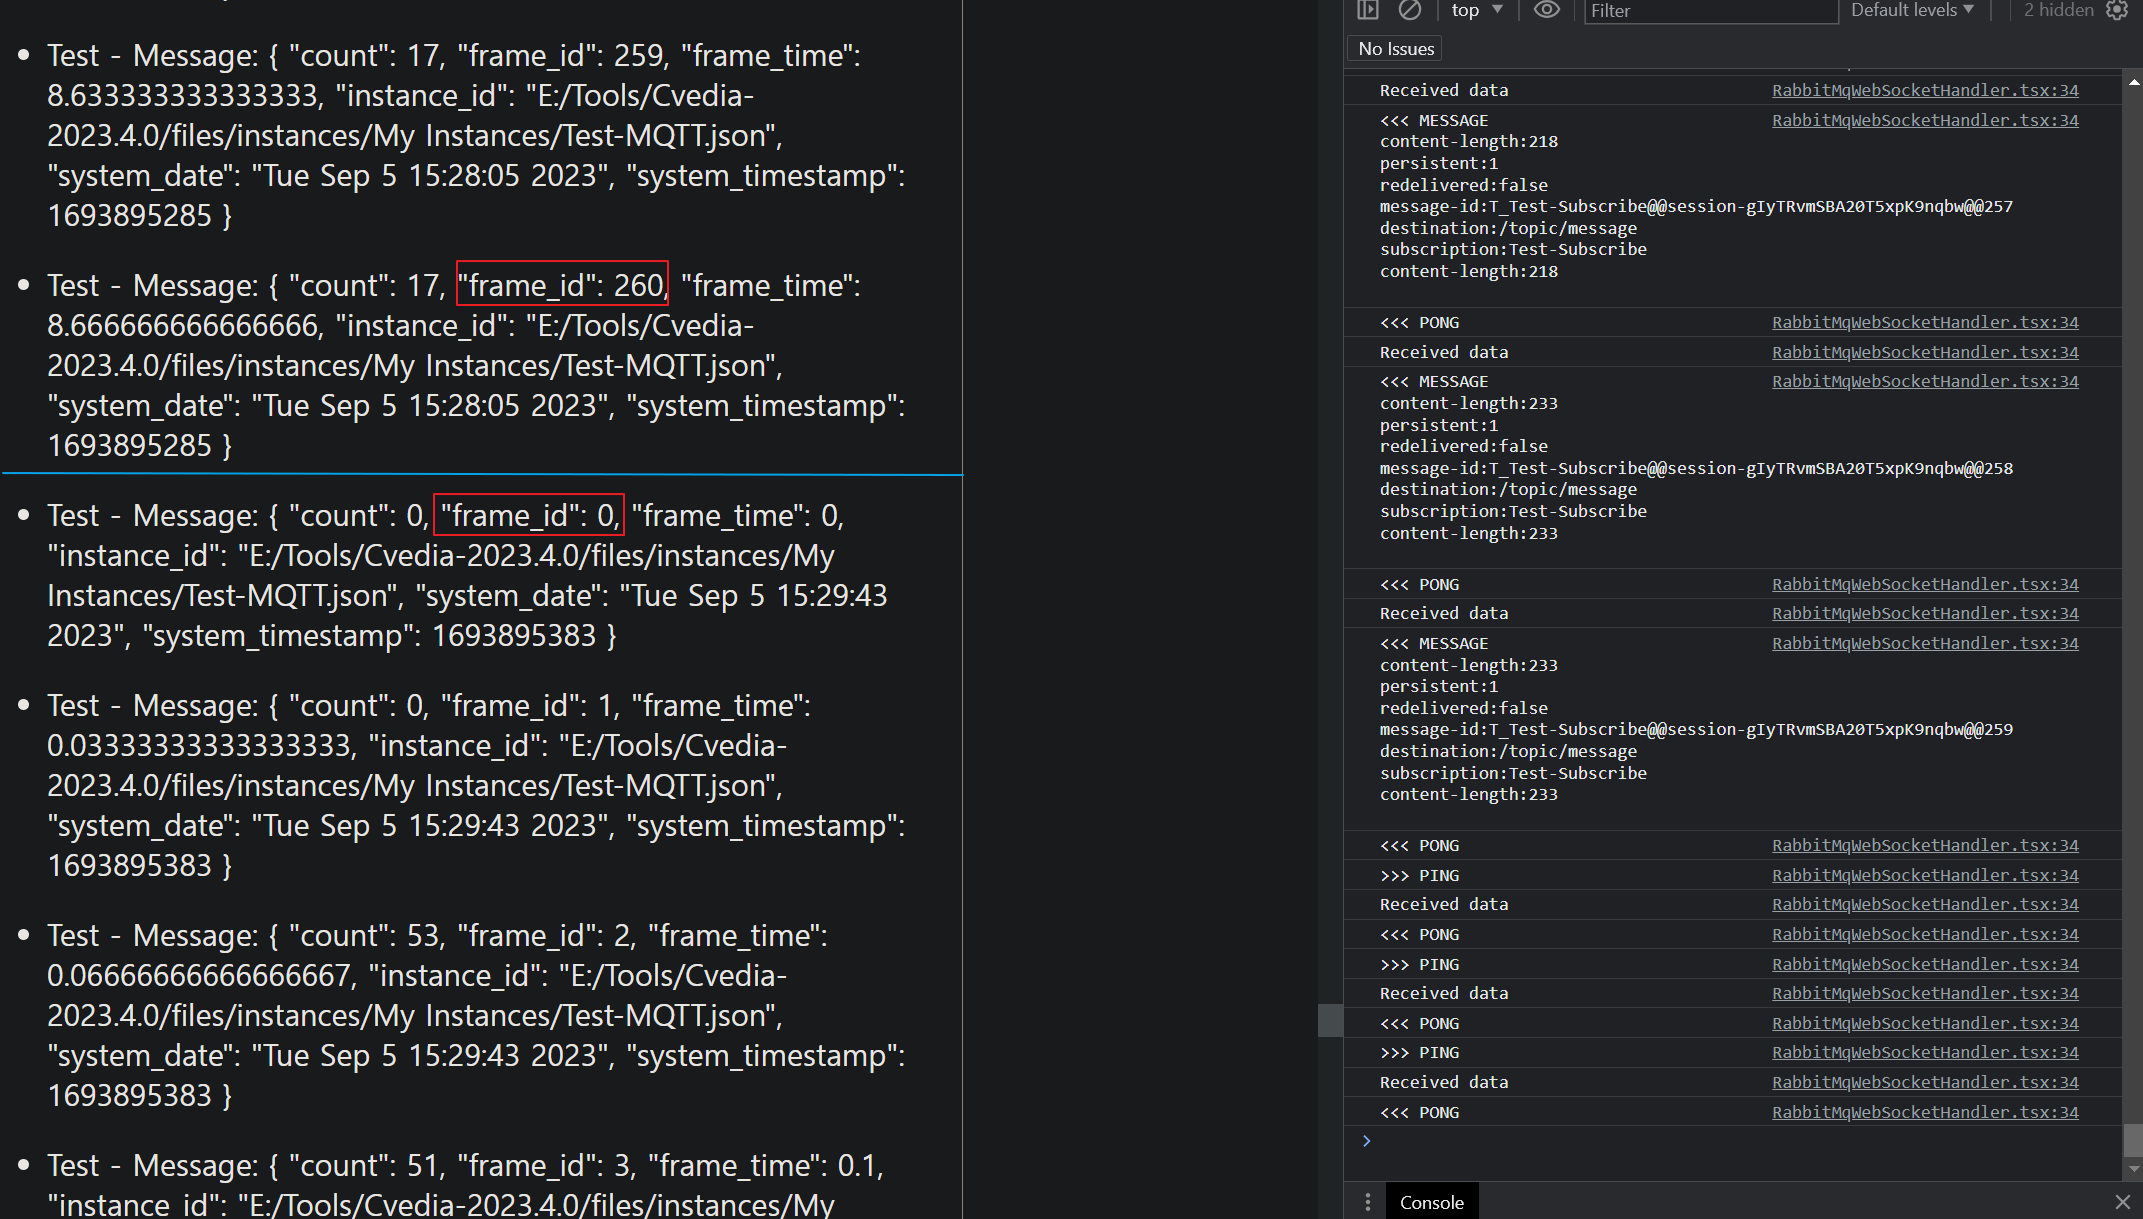 Test - Message: { "count": 17, "frame_id": 259, "frame_time":
8.633333333333333, "instance_id": "E:/Tools/Cvedia-
2023.4.0/files/instances/My Instances/Test-MQTT.json",
"system_date": "Tue Sep 5 15:28:05 2023", "system_timestamp":
1693895285 }
Test - Message: { "count": 17, "frame_id": 260, "frame_time":
8.666666666666666, "instance_id": "E:/Tools/Cvedia-
2023.4.0/files/instances/My Instances/Test-MQTT.json",
"system_date": "Tue Sep 5 15:28:05 2023", "system_timestamp":
1693895285 }
Test - Message: { "count": 0, "frame_id": 0, "frame_time": 0,
"instance_id": "E:/Tools/Cvedia-2023.4.0/files/instances/My
Instances/Test-MQTT.json", "system_date": "Tue Sep 5 15:29:43
2023", "system_timestamp": 1693895383 }
Test - Message: { "count": 0, "frame_id": 1, "frame_time":
0.03333333333333333, "instance_id": "E:/Tools/Cvedia-
2023.4.0/files/instances/My Instances/Test-MQTT.json",
"system_date": "Tue Sep 5 15:29:43 2023", "system_timestamp":
1693895383 }
Test - Message: { "count": 53, "frame_id": 2, "frame_time":
0.06666666666666667, "instance_id": "E:/Tools/Cvedia-
2023.4.0/files/instances/My Instances/Test-MQTT.json",
"system_date": "Tue Sep 5 15:29:43 2023", "system_timestamp":
1693895383 }
Test - Message: { "count": 51, "frame_id": 3, "frame_time": 0.1,
"instance_id": "E:/Tools/Cvedia-2023.4.0/files/instances/My
top Filter Default levels 2 hidden
No Issues
Received data RabbitMqWebSocketHandler.tsx:34
<<< MESSAGE RabbitMqWebSocketHandler.tsx:34
content-length:218
persistent:1
redelivered:false
message-id:T_Test-Subscribe@@session-gIyTRvmSBA20T5xpK9nqbw@@257
destination:/topic/message
subscription:Test-Subscribe
content-length:218
<<< PONG RabbitMqWebSocketHandler.tsx:34
Received data RabbitMqWebSocketHandler.tsx:34
<<< MESSAGE RabbitMqWebSocketHandler.tsx:34
content-length:233
persistent:1
redelivered:false
message-id:T_Test-Subscribe@@session-gIyTRvmSBA20T5xpK9nqbw@@258
destination:/topic/message
subscription:Test-Subscribe
content-length:233
<<< PONG RabbitMqWebSocketHandler.tsx:34
Received data RabbitMqWebSocketHandler.tsx:34
<<< MESSAGE RabbitMqWebSocketHandler.tsx:34
content-length:233
persistent:1
redelivered:false
message-id:T_Test-Subscribe@@session-gIyTRvmSBA20T5xpK9nqbw@@259
destination:/topic/message
subscription:Test-Subscribe
content-length:233
<<< PONG RabbitMqWebSocketHandler.tsx:34
>>> PING RabbitMqWebSocketHandler.tsx:34
Received data RabbitMqWebSocketHandler.tsx:34
<<< PONG RabbitMqWebSocketHandler.tsx:34
>>> PING RabbitMqWebSocketHandler.tsx:34
Received data RabbitMqWebSocketHandler.tsx:34
<<< PONG RabbitMqWebSocketHandler.tsx:34
>>> PING RabbitMqWebSocketHandler.tsx:34
Received data RabbitMqWebSocketHandler.tsx:34
<<< PONG RabbitMqWebSocketHandler.tsx:34
Console